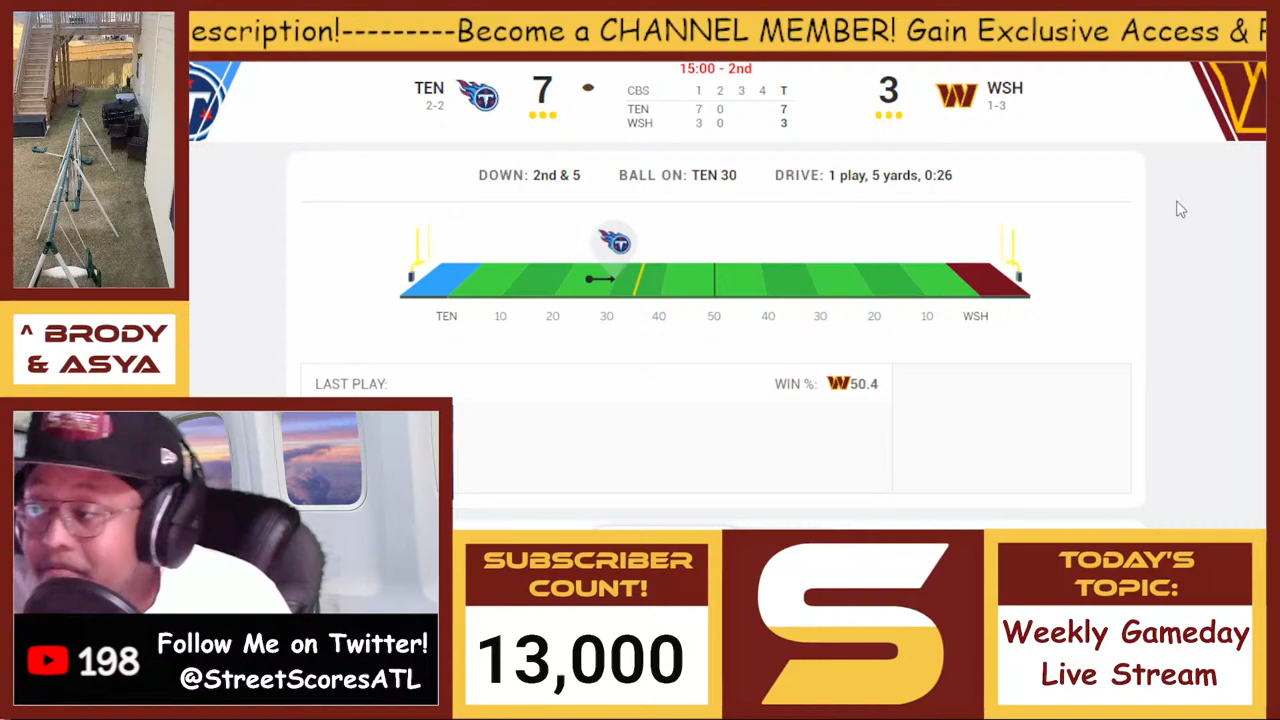 escription!---------Become a CHANNEL MEMBER! Gain Exclusive Access &
TEN
2-2
7
15:00 - 2nd
CBS 1 2 3 4 T
TEN 7 0 7
WSH 3 0 3
3
WSH
1-3
DOWN: 2nd & 5 BALL ON: TEN 30 DRIVE: 1 play, 5 yards, 0:26
TEN 10 20 30 40 50 40 30 20 10 WSH
LAST PLAY: WIN %: W 50.4
^ BRODY
& ASYA
198
Follow Me on Twitter!
@StreetScoresATL
SUBSCRIBER
COUNT!
13,000
S
TODAY'S
TOPIC:
Weekly Gameday
Live Stream